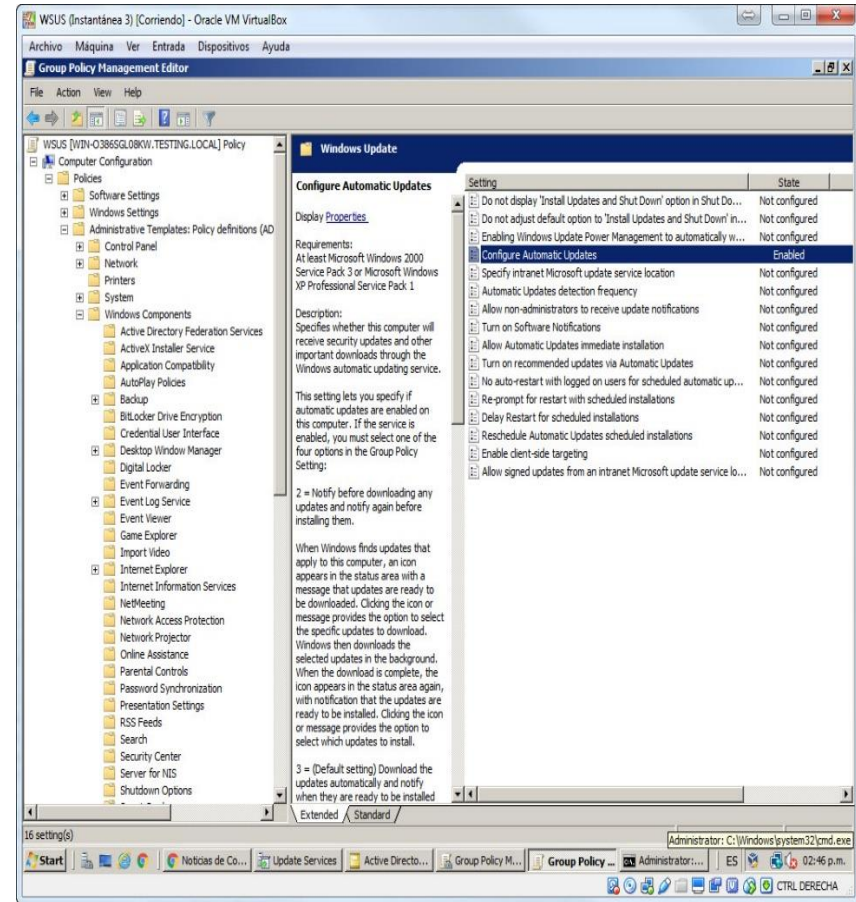 WSUS (Instantánea 3) [Corriendo] - Oracle VM VirtualBox
Archivo Máquina Ver Entrada Dispositivos Ayuda
Group Policy Management Editor
File Action View Help
WSUS [WIN-O386SGL08KW.TESTING.LOCAL] Policy
Computer Configuration
Policies
Software Settings
Windows Settings
Administrative Templates: Policy definitions (AD
Control Panel
Network
Printers
System
Windows Components
Active Directory Federation Services
ActiveX Installer Service
Application Compatibility
AutoPlay Policies
Backup
BitLocker Drive Encryption
Credential User Interface
Desktop Window Manager
Digital Locker
Event Forwarding
Event Log Service
Event Viewer
Game Explorer
Import Video
Internet Explorer
Internet Information Services
NetMeeting
Network Access Protection
Network Projector
Online Assistance
Parental Controls
Password Synchronization
Presentation Settings
RSS Feeds
Search
Security Center
Server for NIS
Shutdown Options
Windows Update
Configure Automatic Updates
Display Properties
Requirements:
At least Microsoft Windows 2000
Service Pack 3 or Microsoft Windows
XP Professional Service Pack 1
Description:
Specifies whether this computer will
receive security updates and other
important downloads through the
Windows automatic updating service.
This setting lets you specify if
automatic updates are enabled on
this computer. If the service is
enabled, you must select one of the
four options in the Group Policy
Setting:
2 = Notify before downloading any
updates and notify again before
installing them.
When Windows finds updates that
apply to this computer, an icon
appears in the status area with a
message that updates are ready to
be downloaded. Clicking the icon or
message provides the option to select
the specific updates to download.
Windows then downloads the
selected updates in the background.
When the download is complete, the
icon appears in the status area again,
with notification that the updates are
ready to be installed. Clicking the icon
or message provides the option to
select which updates to install.
3 = (Default setting) Download the
updates automatically and notify
when they are ready to be installed
Setting State
Do not display 'Install Updates and Shut Down' option in Shut Do... Not configured
Do not adjust default option to 'Install Updates and Shut Down' in... Not configured
Enabling Windows Update Power Management to automatically w... Not configured
Configure Automatic Updates Enabled
Specify intranet Microsoft update service location Not configured
Automatic Updates detection frequency Not configured
Allow non-administrators to receive update notifications Not configured
Turn on Software Notifications Not configured
Allow Automatic Updates immediate installation Not configured
Turn on recommended updates via Automatic Updates Not configured
No auto-restart with logged on users for scheduled automatic up... Not configured
Re-prompt for restart with scheduled installations Not configured
Delay Restart for scheduled installations Not configured
Reschedule Automatic Updates scheduled installations Not configured
Enable client-side targeting Not configured
Allow signed updates from an intranet Microsoft update service lo... Not configured
Extended Standard
16 setting(s)
Administrator: C:\Windows\system32\cmd.exe
Start Noticias de Co... Update Services Active Directo... Group Policy M... Group Policy ... Administrator:... ES 02:46 p.m.
CTRL DERECHA